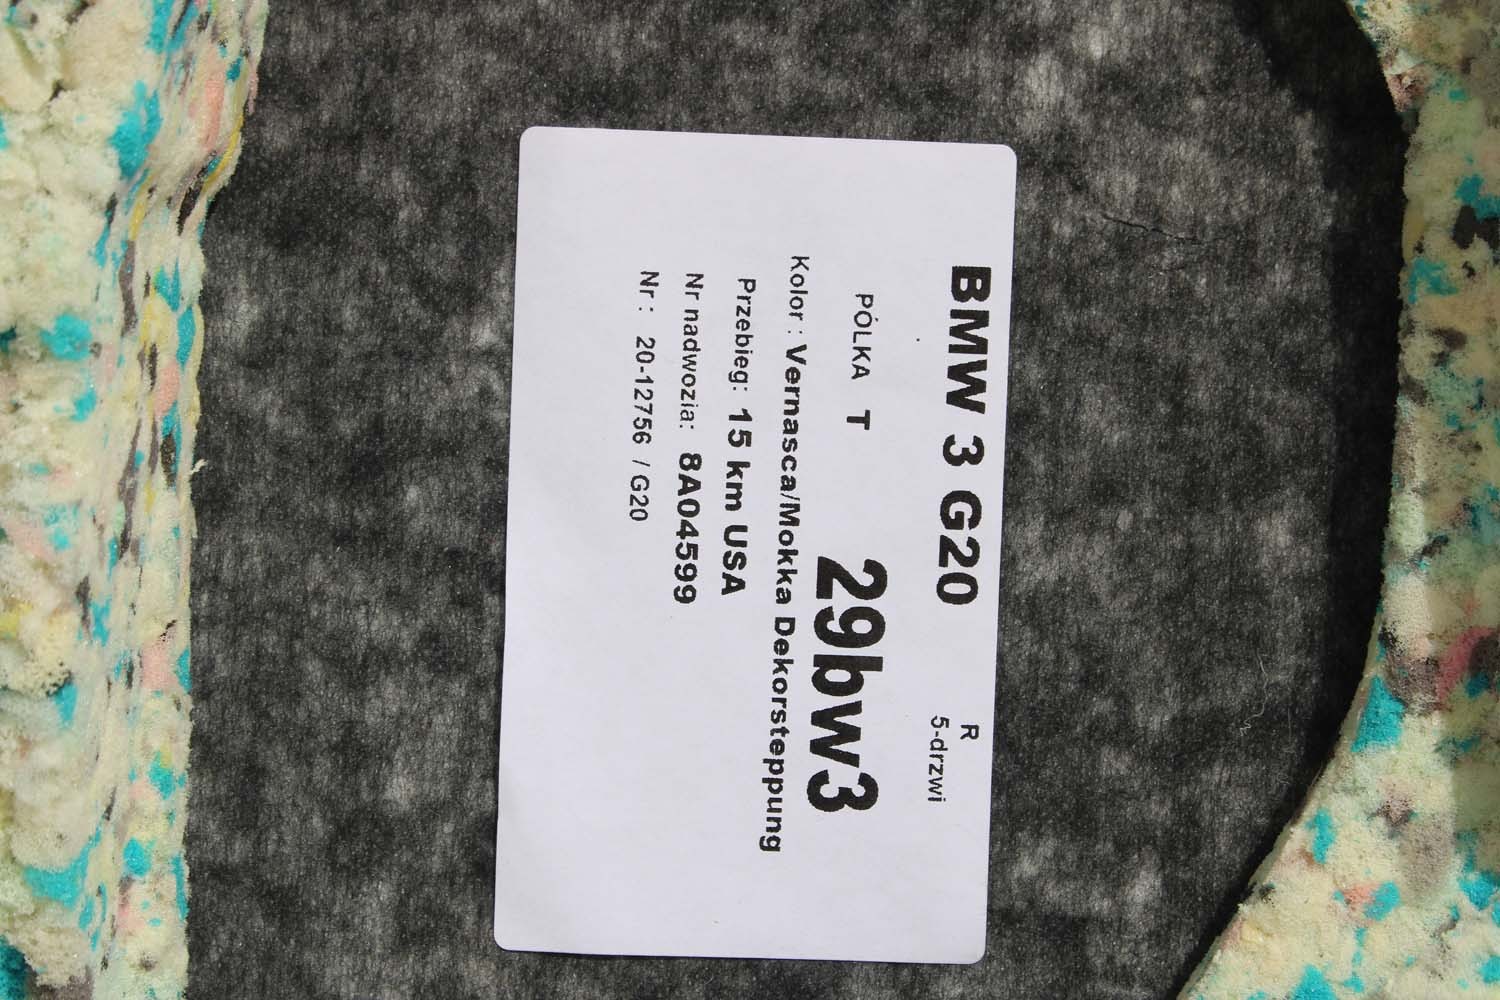 BMW 3 G20
R
5-drzwi
PÓLKA T
29bw3
Kolor : Vernasca/Mokka Dekorsteppung
Przebieg: 15 km USA
Nr nadwozia: 8A04599
Nr : 20-12756 / G20